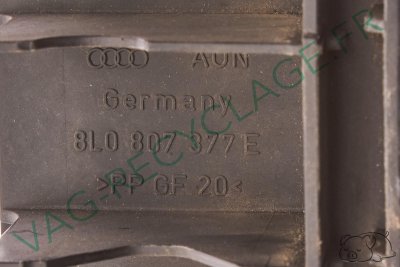 AUN
Germany
8L0 807 377 E
>PP GF 20<
VAG-RECYCLAGE.FR